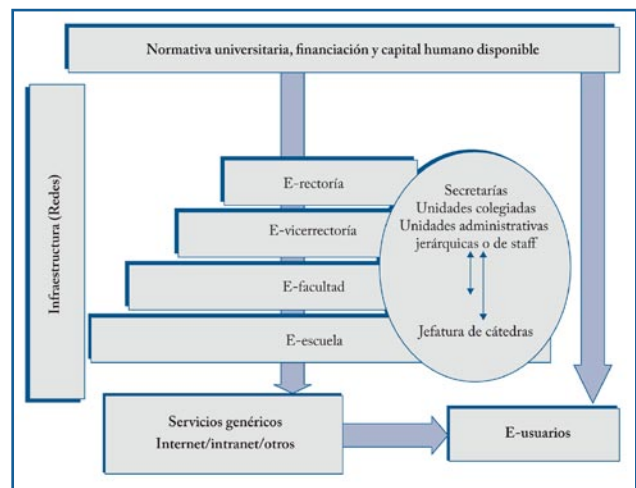 Normativa universitaria, financiación y capital humano disponible
Infraestructura (Redes)
E-rectoría
E-vicerrectoría
E-facultad
E-escuela
Secretarías
Unidades colegiadas
Unidades administrativas
jerárquicas o de staff
Jefatura de cátedras
Servicios genéricos
Internet/intranet/otros
E-usuarios